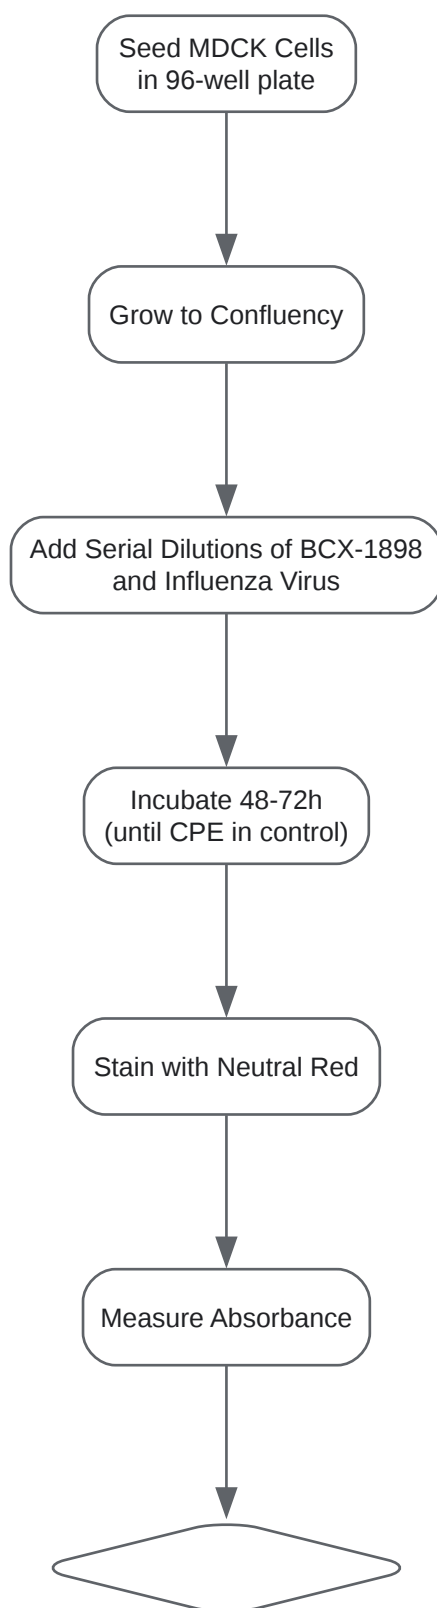 Seed MDCK Cells
in 96-well plate
Grow to Confluency
Add Serial Dilutions of BCX-1898
and Influenza Virus
Incubate 48-72h
(until CPE in control)
Stain with Neutral Red
Measure Absorbance